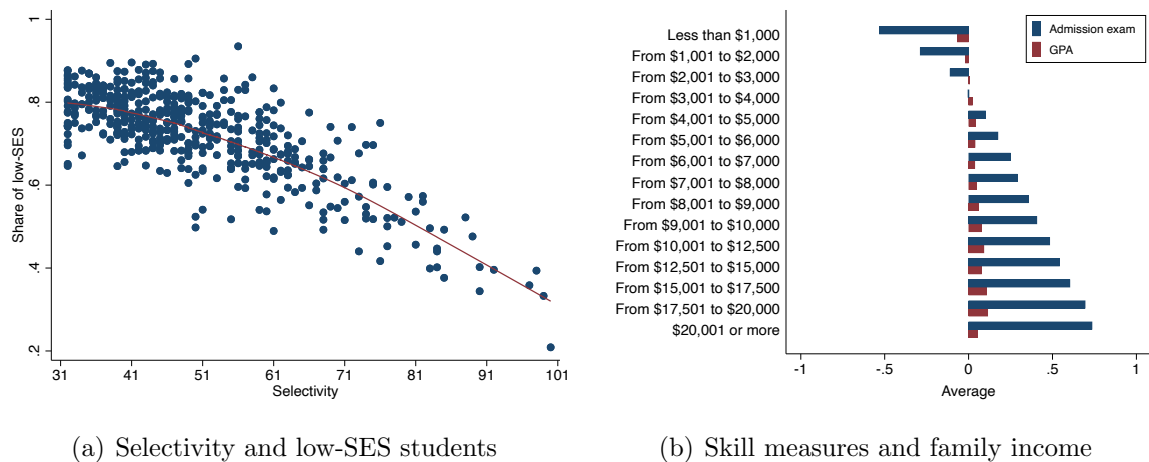 1
.8
.6
.4
.2
Share of low-SES
31 41 51 61 71 81 91 101
Selectivity
(a) Selectivity and low-SES students
Admission exam
GPA
Less than $1,000
From $1,001 to $2,000
From $2,001 to $3,000
From $3,001 to $4,000
From $4,001 to $5,000
From $5,001 to $6,000
From $6,001 to $7,000
From $7,001 to $8,000
From $8,001 to $9,000
From $9,001 to $10,000
From $10,001 to $12,500
From $12,501 to $15,000
From $15,001 to $17,500
From $17,501 to $20,000
$20,001 or more
-1 -.5 0 .5 1
Average
(b) Skill measures and family income